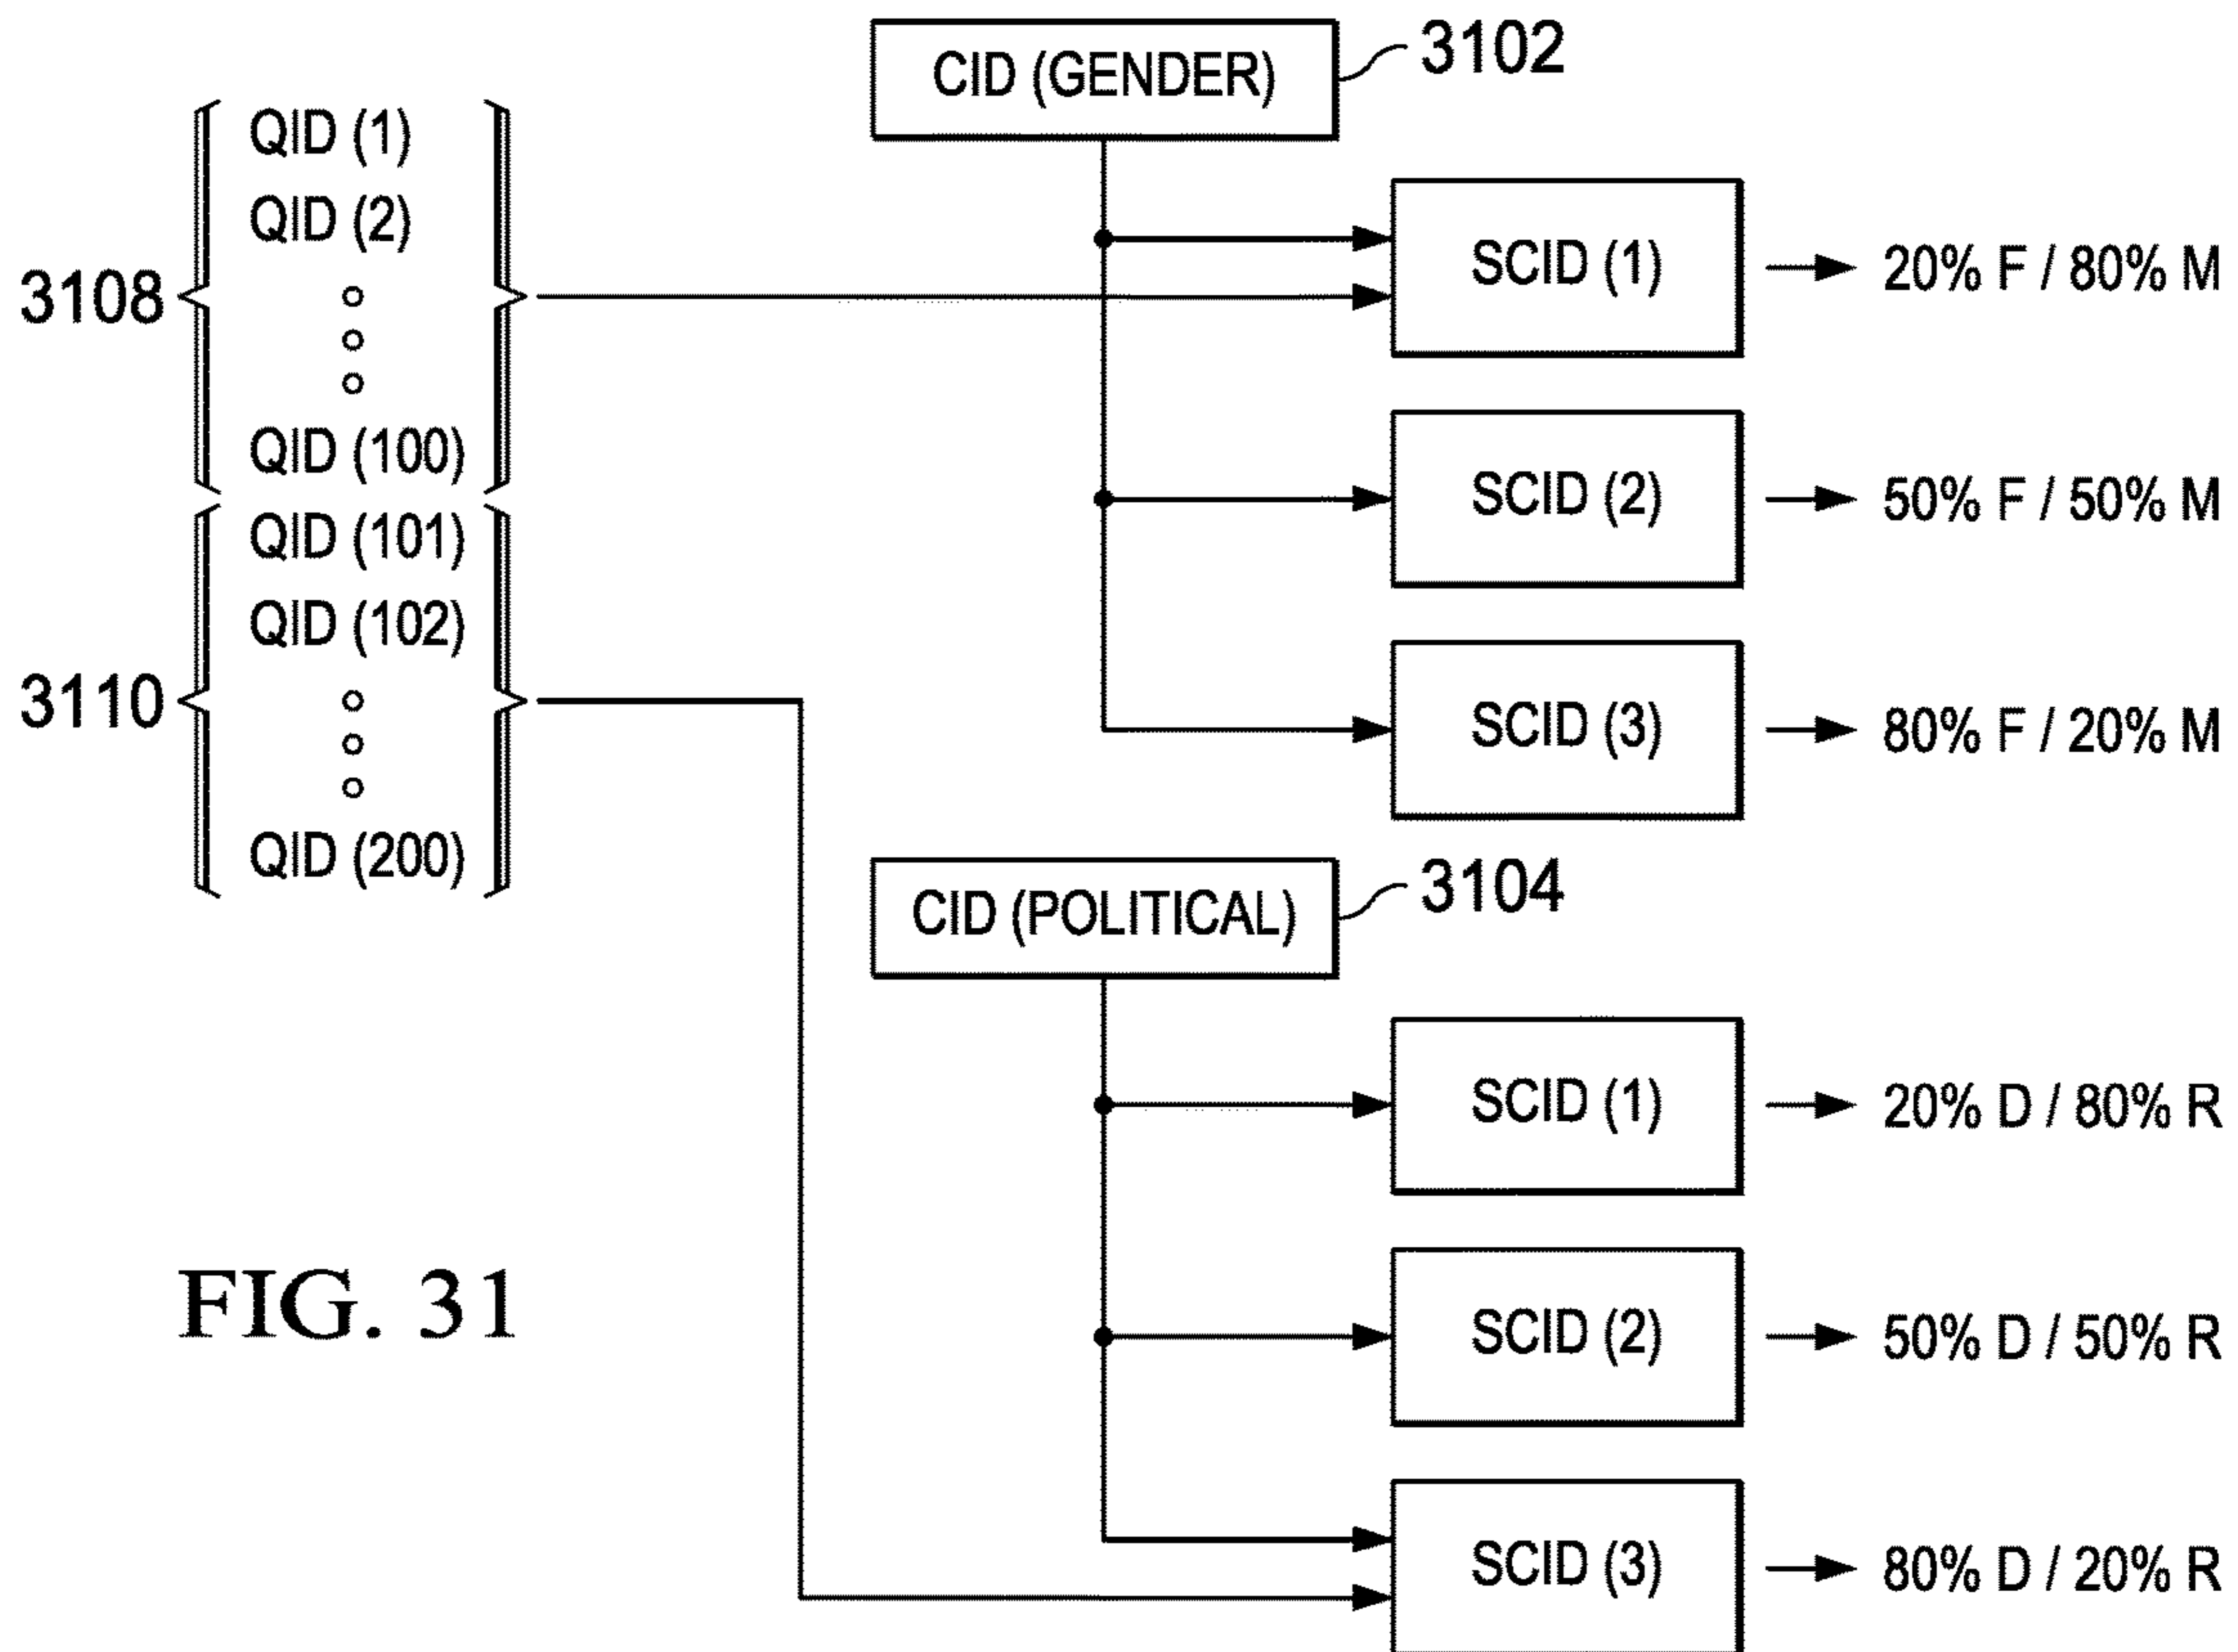 3102
CID (GENDER)
QID (1)
QID (2)
3108
QID (100)
QID (101)
QID (102)
3110
QID (200)
SCID (1)
20% F / 80% M
SCID (2)
50% F / 50% M
SCID (3)
80% F / 20% M
3104
CID (POLITICAL)
SCID (1)
20% D / 80% R
SCID (2)
50% D / 50% R
SCID (3)
80% D / 20% R
FIG. 31